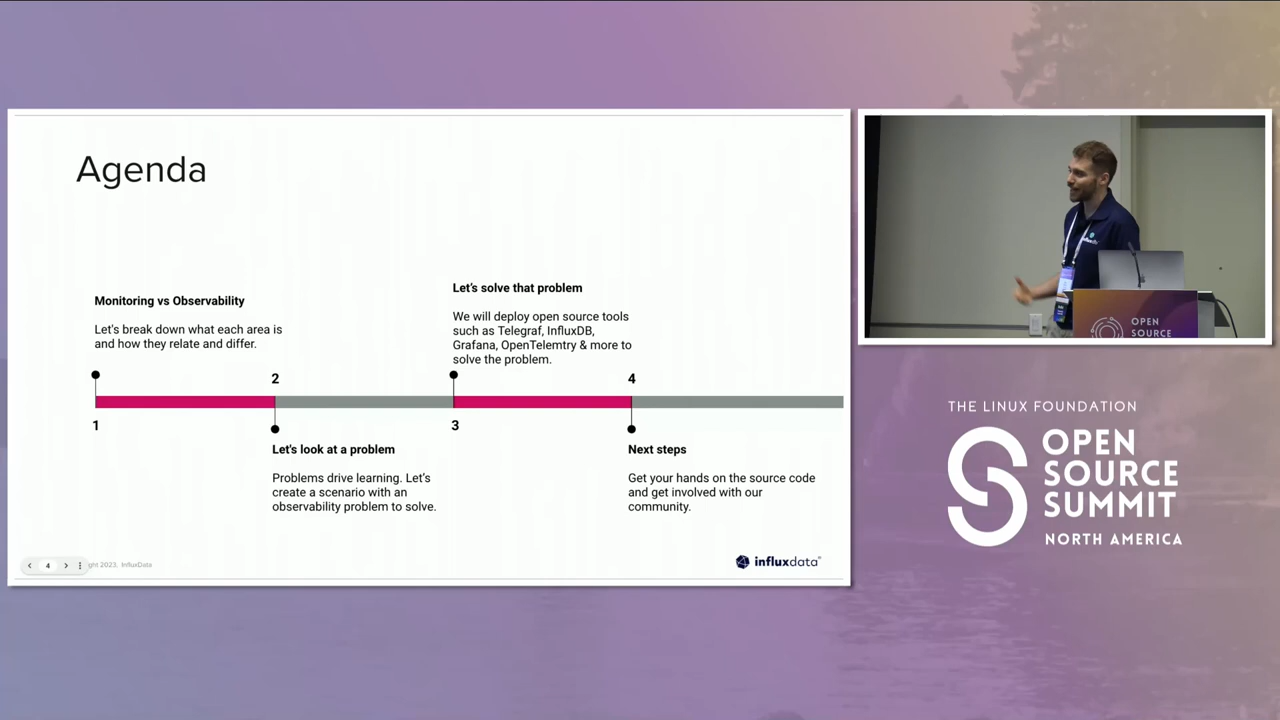 Agenda
Monitoring vs Observability
Let's break down what each area is
and how they relate and differ.
1
2
Let's look at a problem
Problems drive learning. Let's
create a scenario with an
observability problem to solve.
Let's solve that problem
We will deploy open source tools
such as Telegraf, InfluxDB,
Grafana, OpenTelemtry & more to
solve the problem.
3
4
Next steps
Get your hands on the source code
and get involved with our
community.
4
ght 2023, InfluxData
influxdata
OPEN
SOURCE
THE LINUX FOUNDATION
OPEN
SOURCE
SUMMIT
NORTH AMERICA